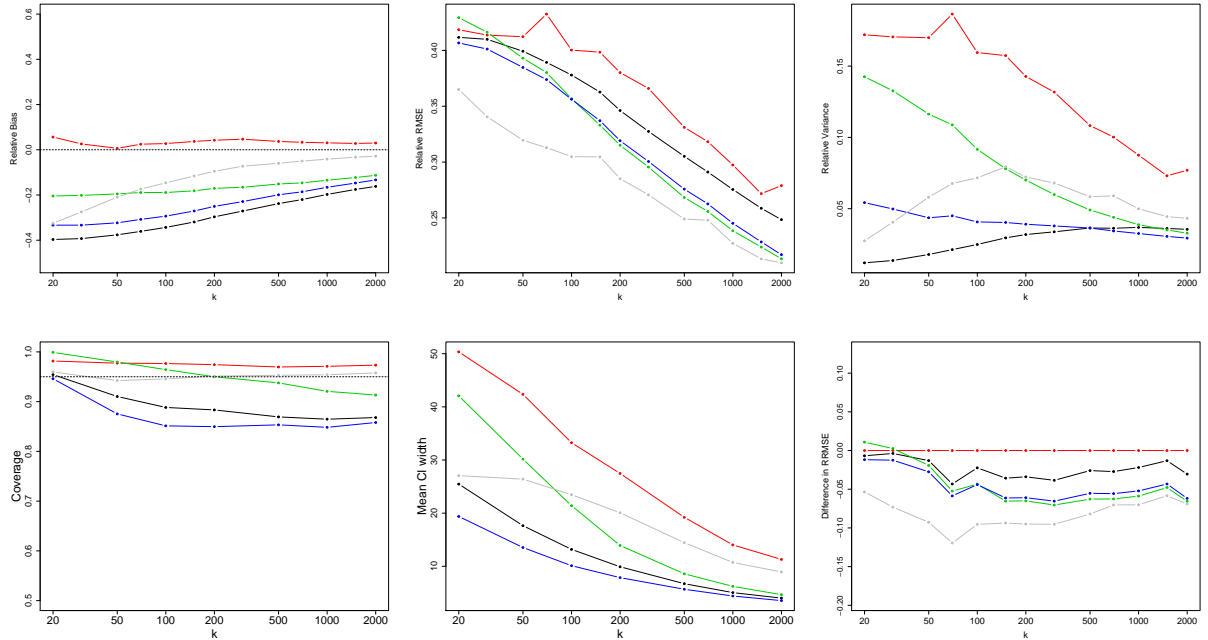 Relative Bias
0.6
0.4
0.2
0.0
-0.2
-0.4
20 50 100 200 500 1000 2000
k
Relative RMSE
0.40
0.35
0.30
0.25
20 50 100 200 500 1000 2000
k
Relative Variance
0.15
0.10
0.05
20 50 100 200 500 1000 2000
k
Coverage
1.0
0.9
0.8
0.7
0.6
0.5
20 50 100 200 500 1000 2000
k
Mean CI width
50
40
30
20
10
20 50 100 200 500 1000 2000
k
Difference in RRMSE
0.10
0.05
0.00
-0.05
-0.10
-0.15
-0.20
20 50 100 200 500 1000 2000
k